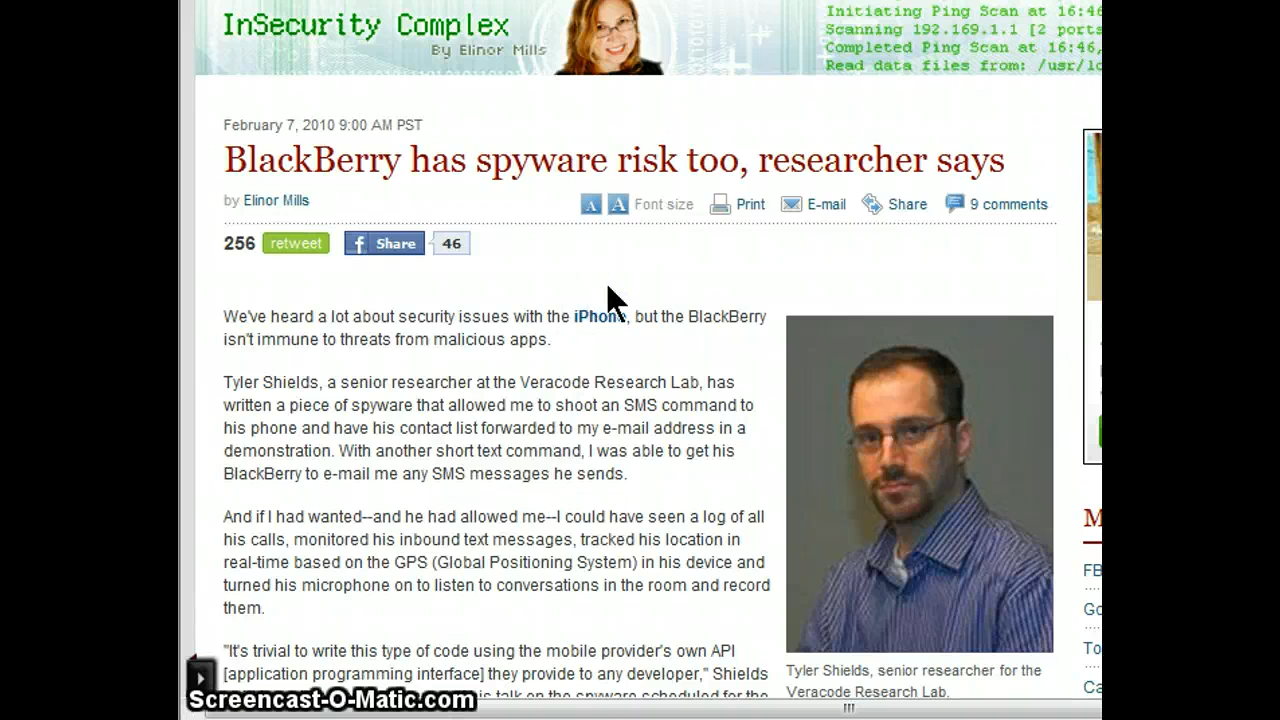 InSecurity Complex
By Elinor Mills
Initiating Ping Scan at 16:46
Scanning 192.169.1.1 [2 ports
Completed Ping Scan at 16:46,
Read data files from: /usr/lo
February 7, 2010 9:00 AM PST
BlackBerry has spyware risk too, researcher says
by Elinor Mills
A A Font size Print E-mail Share 9 comments
256 retweet f Share 46
We've heard a lot about security issues with the iPhone, but the BlackBerry
isn't immune to threats from malicious apps.
Tyler Shields, a senior researcher at the Veracode Research Lab, has
written a piece of spyware that allowed me to shoot an SMS command to
his phone and have his contact list forwarded to my e-mail address in a
demonstration. With another short text command, I was able to get his
BlackBerry to e-mail me any SMS messages he sends.
And if I had wanted--and he had allowed me--I could have seen a log of all
his calls, monitored his inbound text messages, tracked his location in
real-time based on the GPS (Global Positioning System) in his device and
turned his microphone on to listen to conversations in the room and record
them.
"It's trivial to write this type of code using the mobile provider's own API
[application programming interface] they provide to any developer," Shields
talk on the spyware scheduled for the
Tyler Shields, senior researcher for the
Veracode Research Lab.
M
FB
Go
To
Ca
Screencast-O-Matic.com